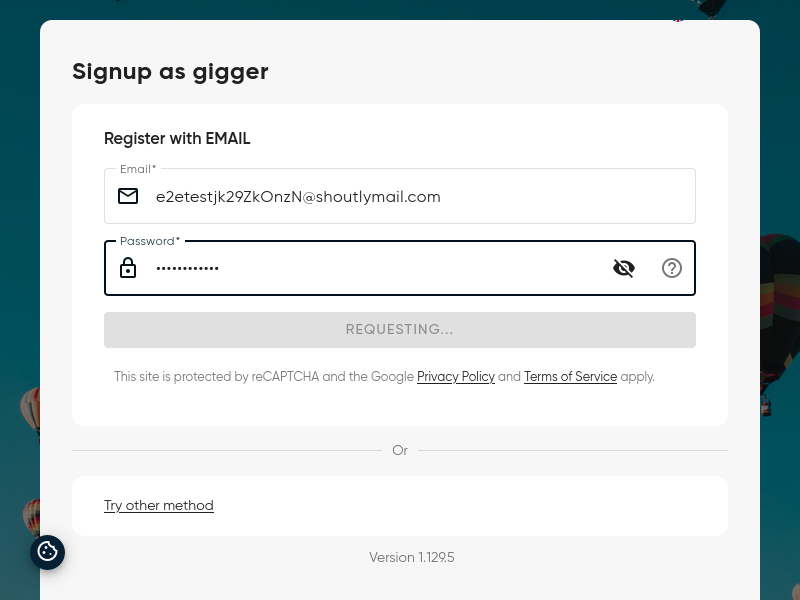 Signup as gigger
Register with EMAIL
Email*
e2etestjk29ZkOnzN@shoutlymail.com
Password*
••••••••••••
REQUESTING...
This site is protected by reCAPTCHA and the Google Privacy Policy and Terms of Service apply.
Or
Try other method
Version 1.129.5